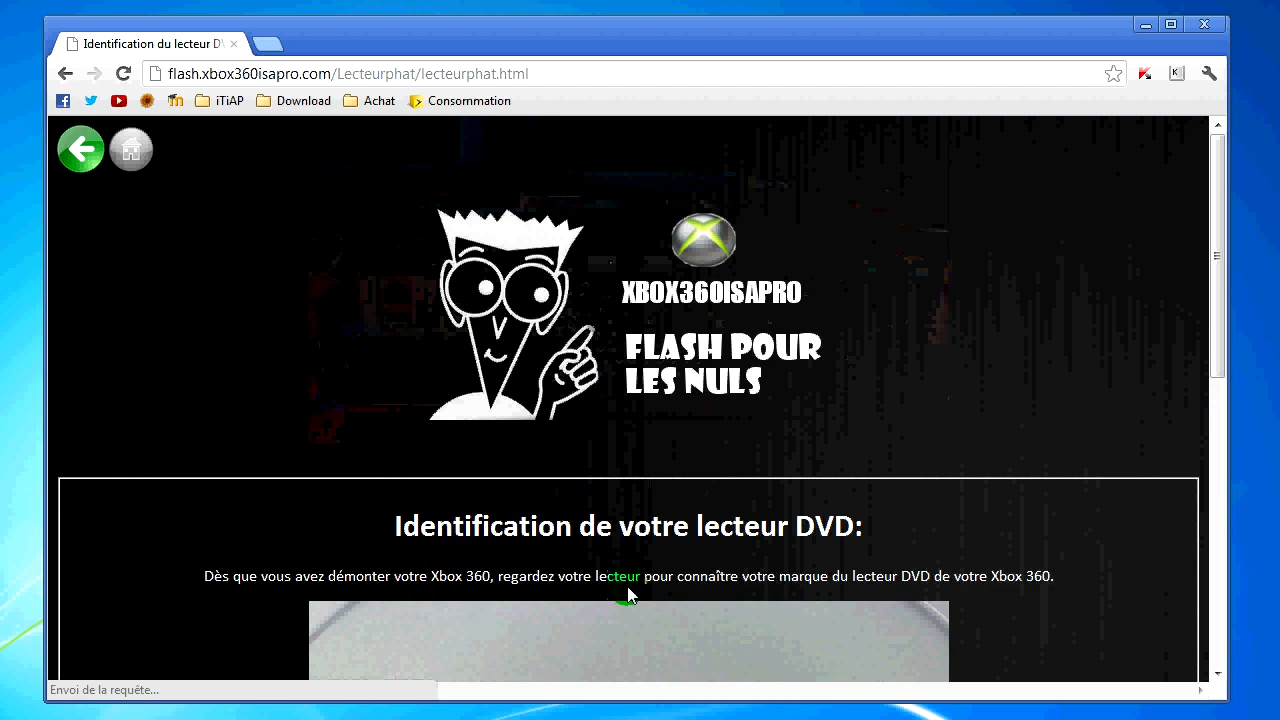 Identification du lecteur D
flash.xbox360isapro.com/Lecteurphat/lecteurphat.html
iTiAP Download Achat Consommation
XBOX360ISAPRO
FLASH POUR
LES NULS
Identification de votre lecteur DVD:
Dès que vous avez démonter votre Xbox 360, regardez votre lecteur pour connaître votre marque du lecteur DVD de votre Xbox 360.
Envoi de la requête...